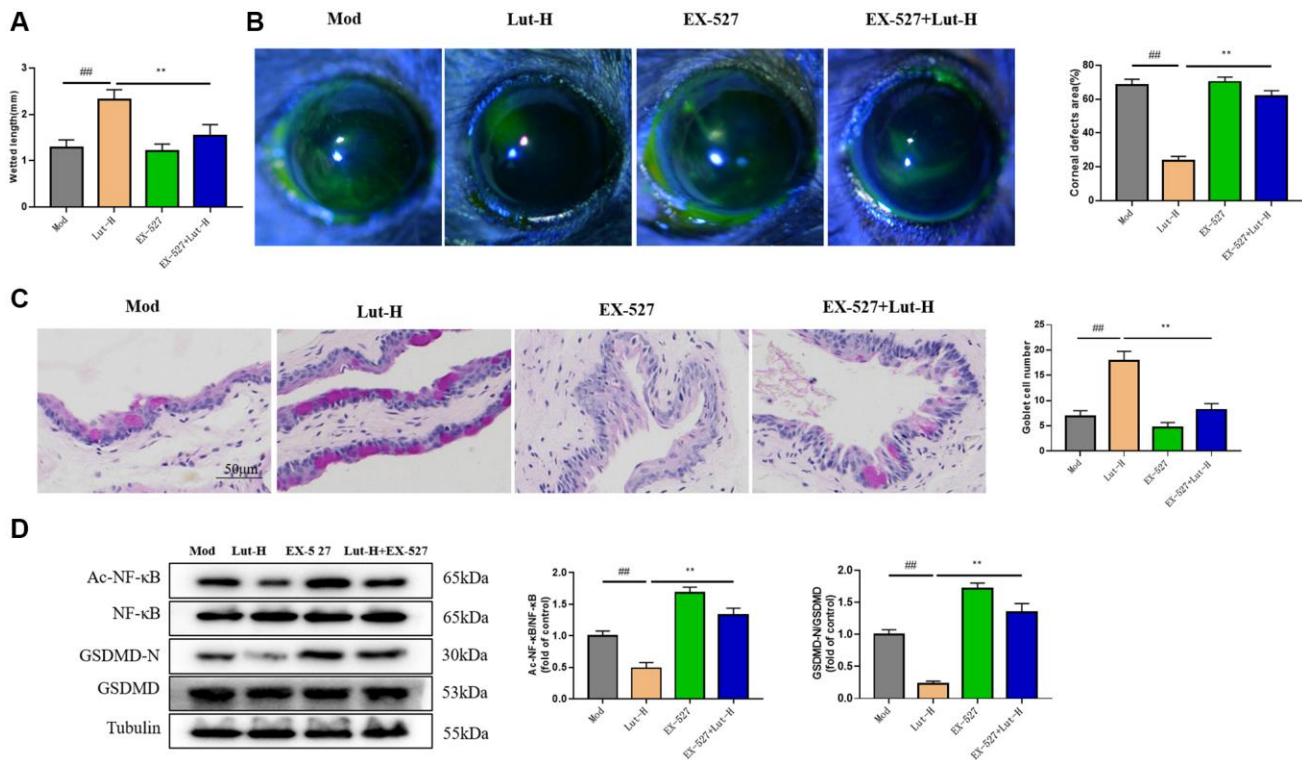 A
Wetted length(mm)
3
2
1
0
##
**
Mod
Lut-H
EX-527
EX-527+Lut-H
B
Mod
Lut-H
EX-527
EX-527+Lut-H
Corneal defects area(%)
80
60
40
20
0
##
**
Mod
Lut-H
EX-527
EX-527+Lut-H
C
Mod
Lut-H
EX-527
EX-527+Lut-H
50μm
Goblet cell number
25
20
15
10
5
0
##
**
Mod
Lut-H
EX-527
EX-527+Lut-H
D
Mod Lut-H EX-5 27 Lut-H+EX-527
Ac-NF-κB 65kDa
NF-κB 65kDa
GSDMD-N 30kDa
GSDMD 53kDa
Tubulin 55kDa
Ac-NF-κB/NF-κB
(fold of control)
2.0
1.5
1.0
0.5
0.0
##
**
Mod
Lut-H
EX-527
EX-527+Lut-H
GSDMD-N/GSDMD
(fold of control)
2.0
1.5
1.0
0.5
0.0
##
**
Mod
Lut-H
EX-527
EX-527+Lut-H